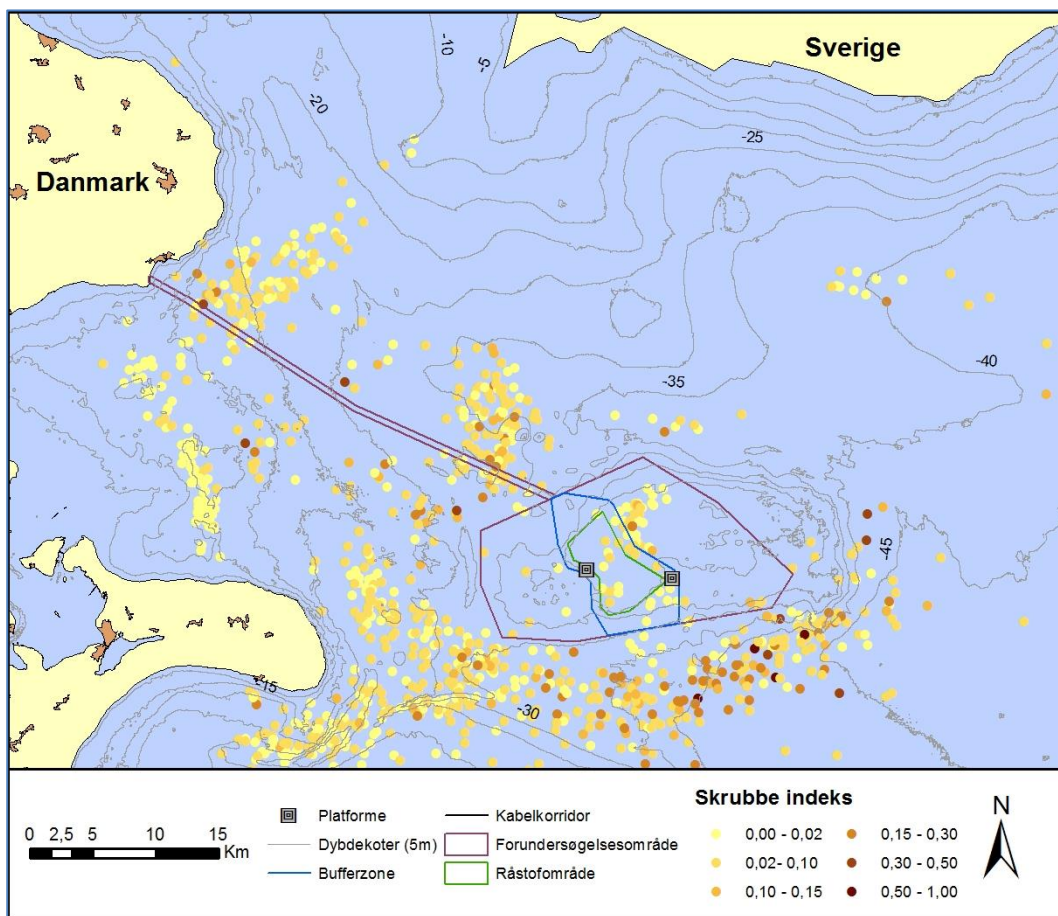 Sverige
Danmark
-10
-5
-20
-25
-35
-40
-45
-15
-30
0 2,5 5 10 15
Km
Platforme
Dybdekoter (5m)
Bufferzone
Kabelkorridor
Forundersøgelsesområde
Råstofområde
Skrubbe indeks
0,00 - 0,02
0,02- 0,10
0,10 - 0,15
0,15 - 0,30
0,30 - 0,50
0,50 - 1,00
N